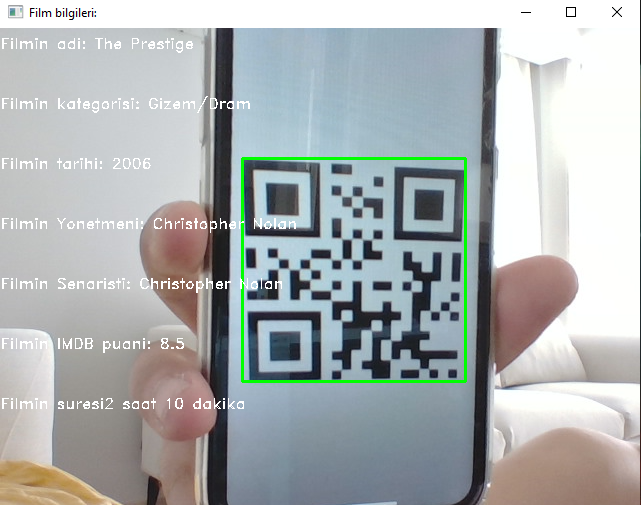 Film bilgileri:
Filmin adi: The Prestige
Filmin kategorisi: Gizem/Dram
Filmin tarihi: 2006
Filmin Yonetmeni: Christopher Nolan
Filmin Senaristi: Christopher Nolan
Filmin IMDB puani: 8.5
Filmin suresi2 saat 10 dakika